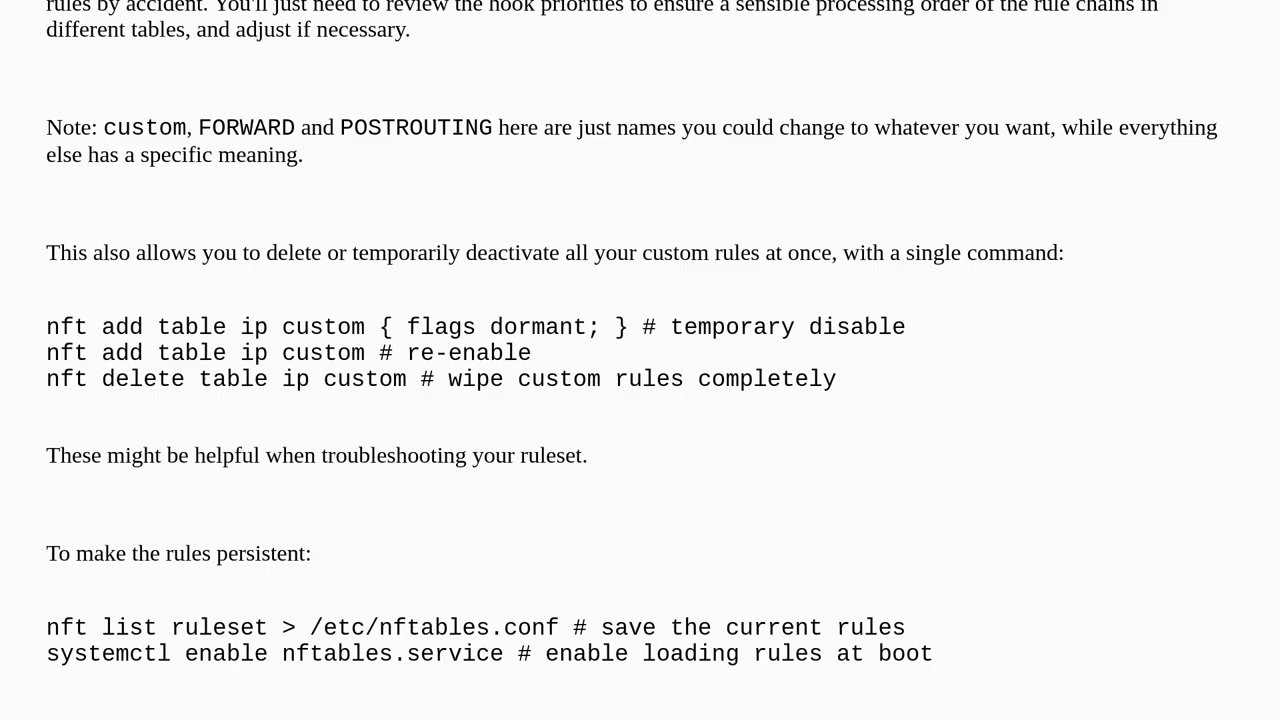 rules by accident. You'll just need to review the hook priorities to ensure a sensible processing order of the rule chains in
different tables, and adjust if necessary.
Note: custom, FORWARD and POSTROUTING here are just names you could change to whatever you want, while everything
else has a specific meaning.
This also allows you to delete or temporarily deactivate all your custom rules at once, with a single command:
nft add table ip custom { flags dormant; } # temporary disable
nft add table ip custom # re-enable
nft delete table ip custom # wipe custom rules completely
These might be helpful when troubleshooting your ruleset.
To make the rules persistent:
nft list ruleset > /etc/nftables.conf # save the current rules
systemctl enable nftables.service # enable loading rules at boot